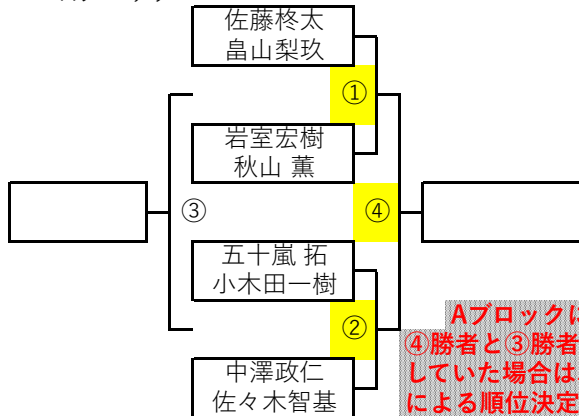 佐藤柊太
畠山梨玖
①
岩室宏樹
秋山 薫
③
④
五十嵐 拓
小木田一樹
②
Aブロックに
④勝者と③勝者
していた場合は
による順位決定
中澤政仁
佐々木智基